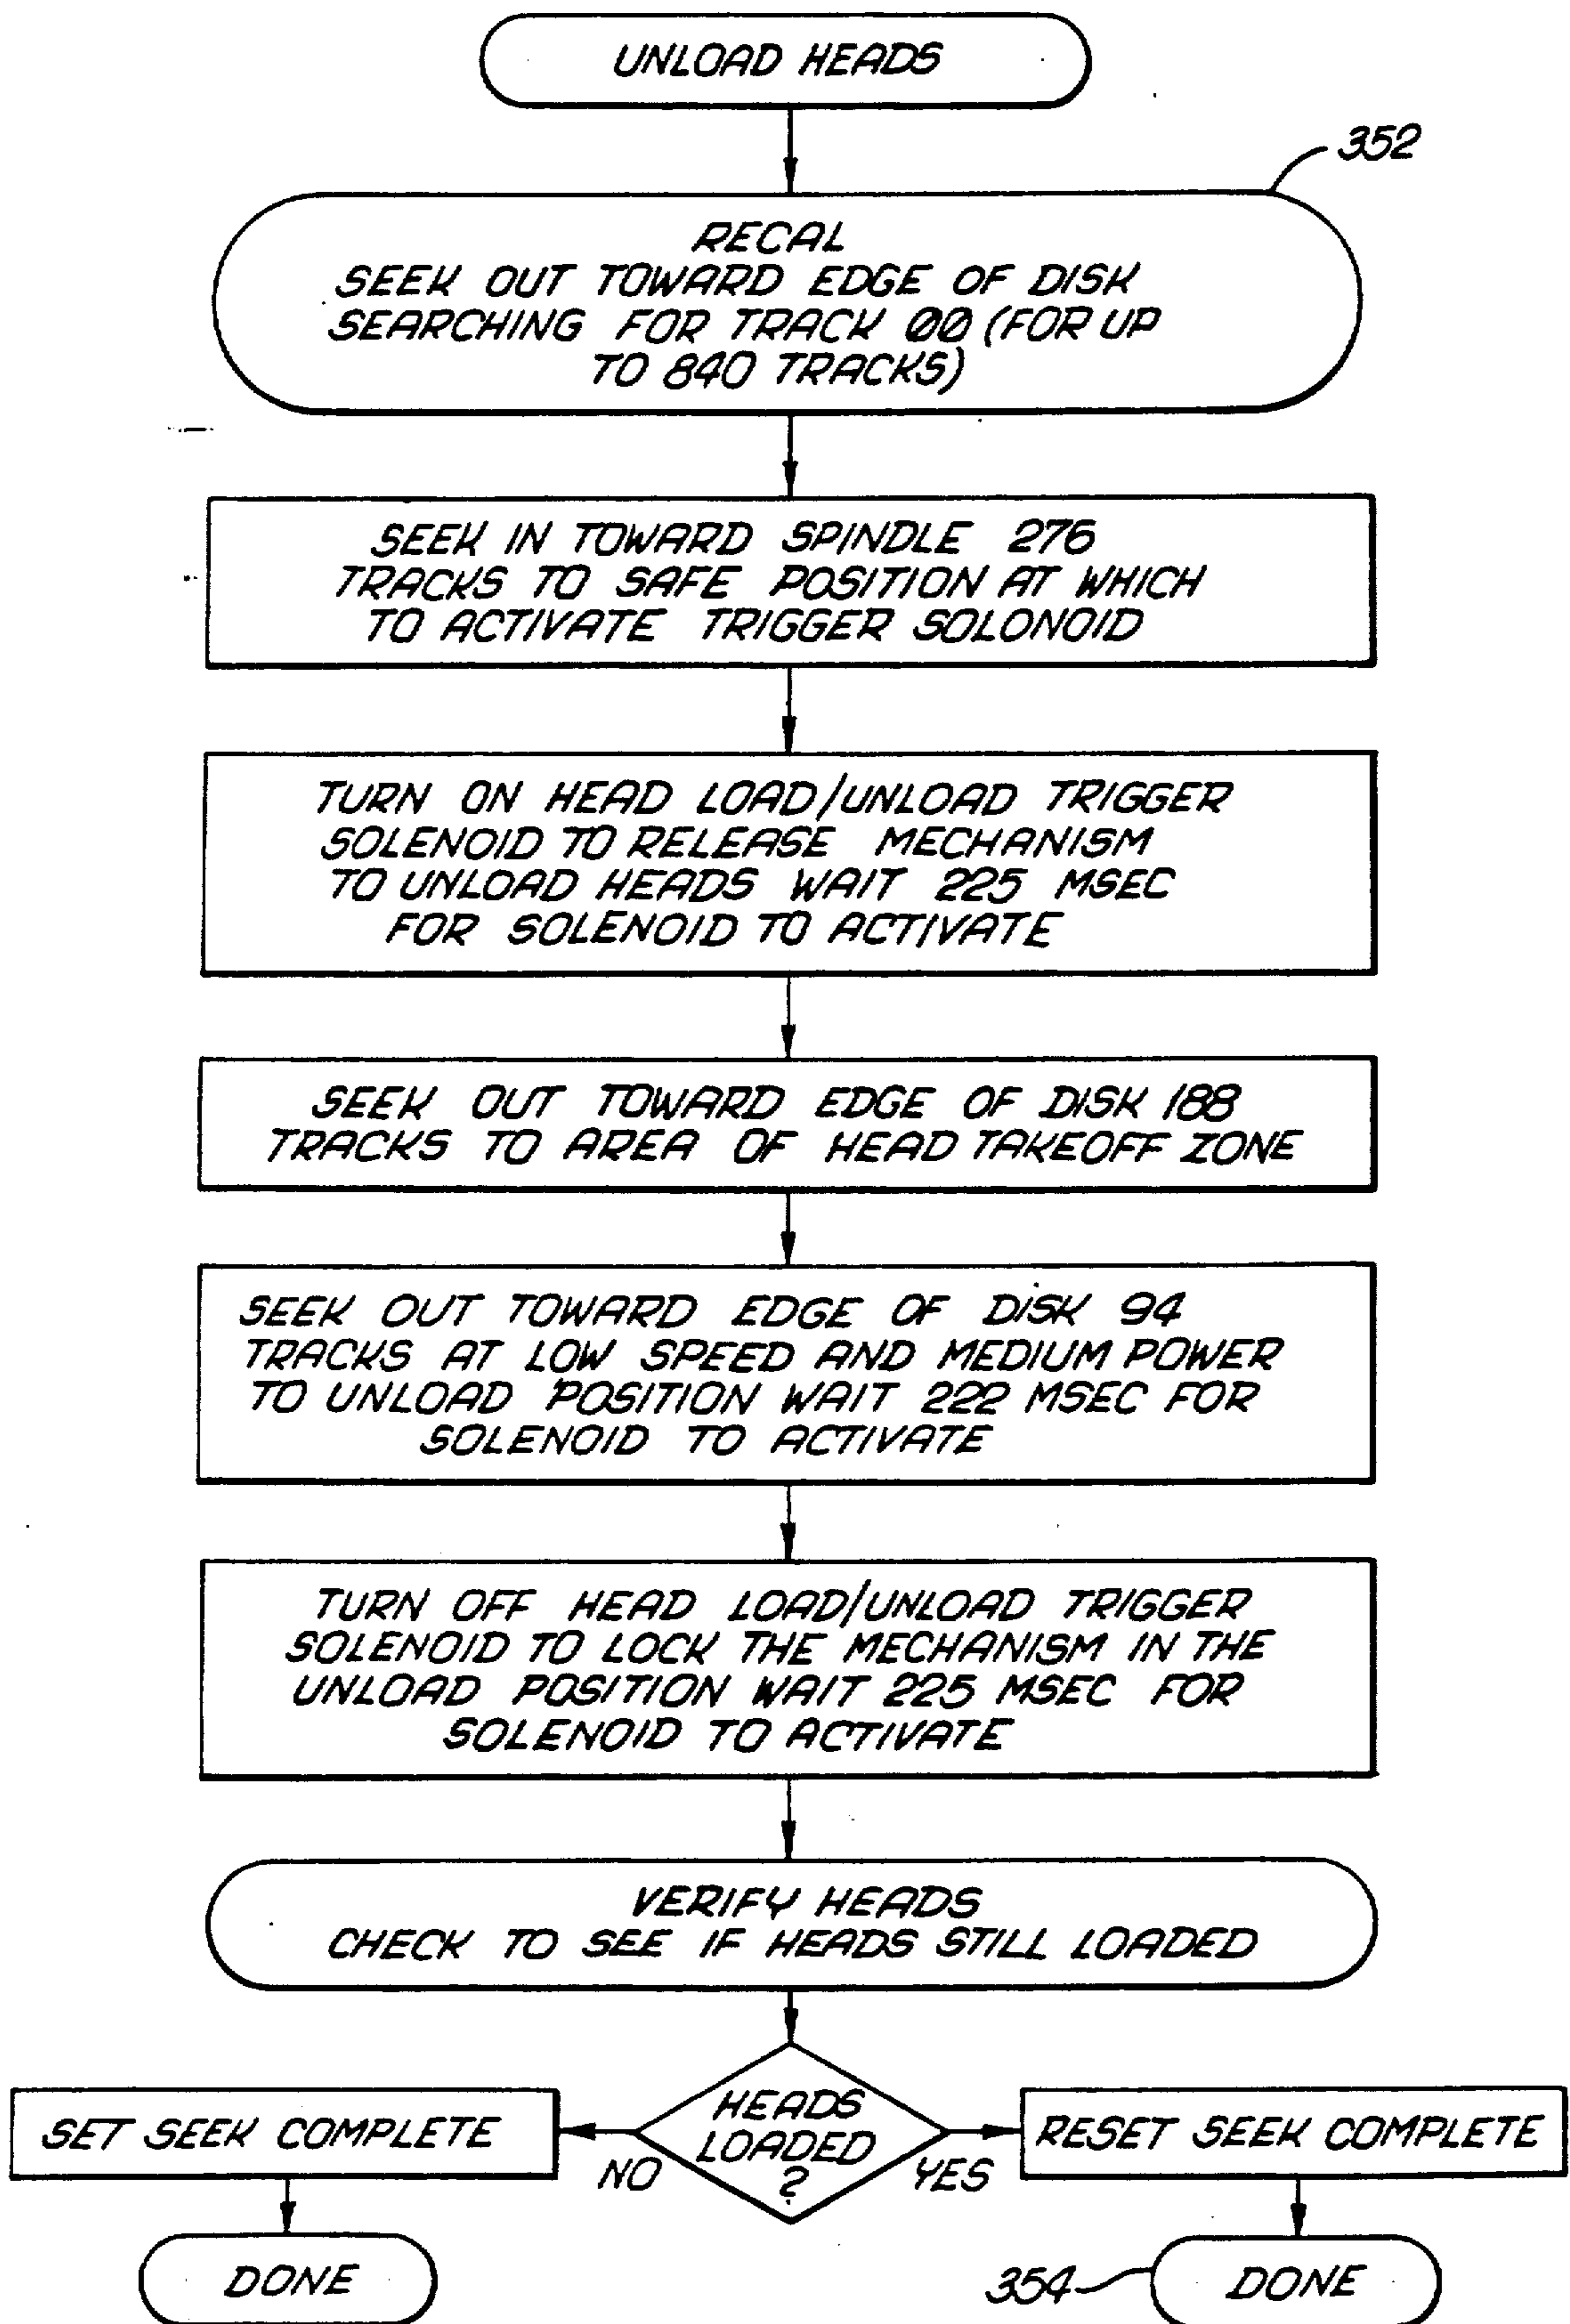 UNLOAD HEADS
352
RECAL
SEEK OUT TOWARD EDGE OF DISK
SEARCHING FOR TRACK 00 (FOR UP
TO 840 TRACKS)
SEEK IN TOWARD SPINDLE 276
TRACKS TO SAFE POSITION AT WHICH
TO ACTIVATE TRIGGER SOLONOID
TURN ON HEAD LOAD/UNLOAD TRIGGER
SOLENOID TO RELEASE MECHANISM
TO UNLOAD HEADS WAIT 225 MSEC
FOR SOLENOID TO ACTIVATE
SEEK OUT TOWARD EDGE OF DISK 188
TRACKS TO AREA OF HEAD TAKEOFF ZONE
SEEK OUT TOWARD EDGE OF DISK 94
TRACKS AT LOW SPEED AND MEDIUM POWER
TO UNLOAD POSITION WAIT 222 MSEC FOR
SOLENOID TO ACTIVATE
TURN OFF HEAD LOAD/UNLOAD TRIGGER
SOLENOID TO LOCK THE MECHANISM IN THE
UNLOAD POSITION WAIT 225 MSEC FOR
SOLENOID TO ACTIVATE
VERIFY HEADS
CHECK TO SEE IF HEADS STILL LOADED
HEADS
LOADED
?
NO
YES
SET SEEK COMPLETE
RESET SEEK COMPLETE
DONE
354
DONE